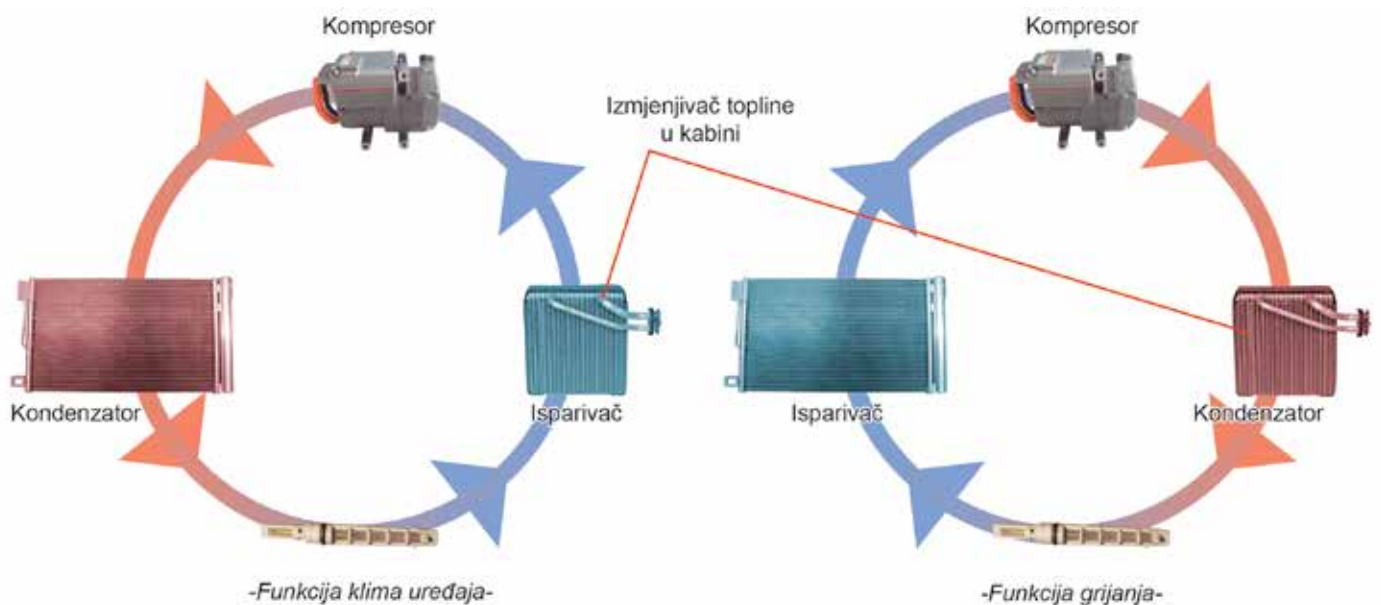 Kompresor
Kompresor
Izmjenjivač topline
u kabini
Kondenzator
Isparivač
Isparivač
Kondenzator
-Funkcija klima uređaja-
-Funkcija grijanja-